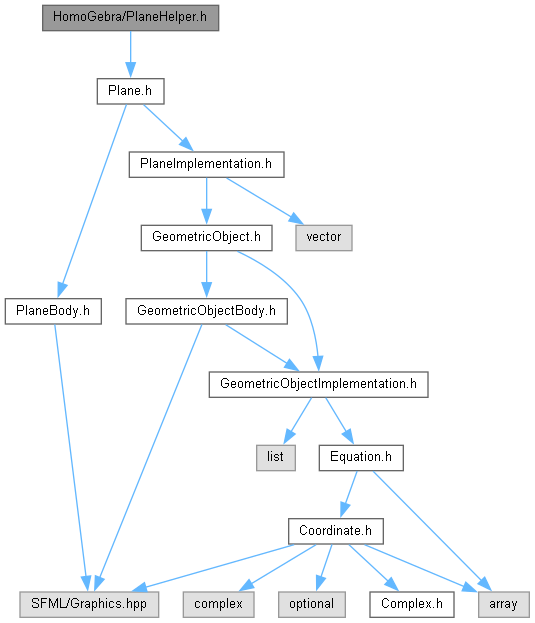 HomoGebra/PlaneHelper.h
Plane.h
PlaneImplementation.h
GeometricObject.h
vector
PlaneBody.h
GeometricObjectBody.h
GeometricObjectImplementation.h
list
Equation.h
Coordinate.h
SFML/Graphics.hpp
complex
optional
Complex.h
array